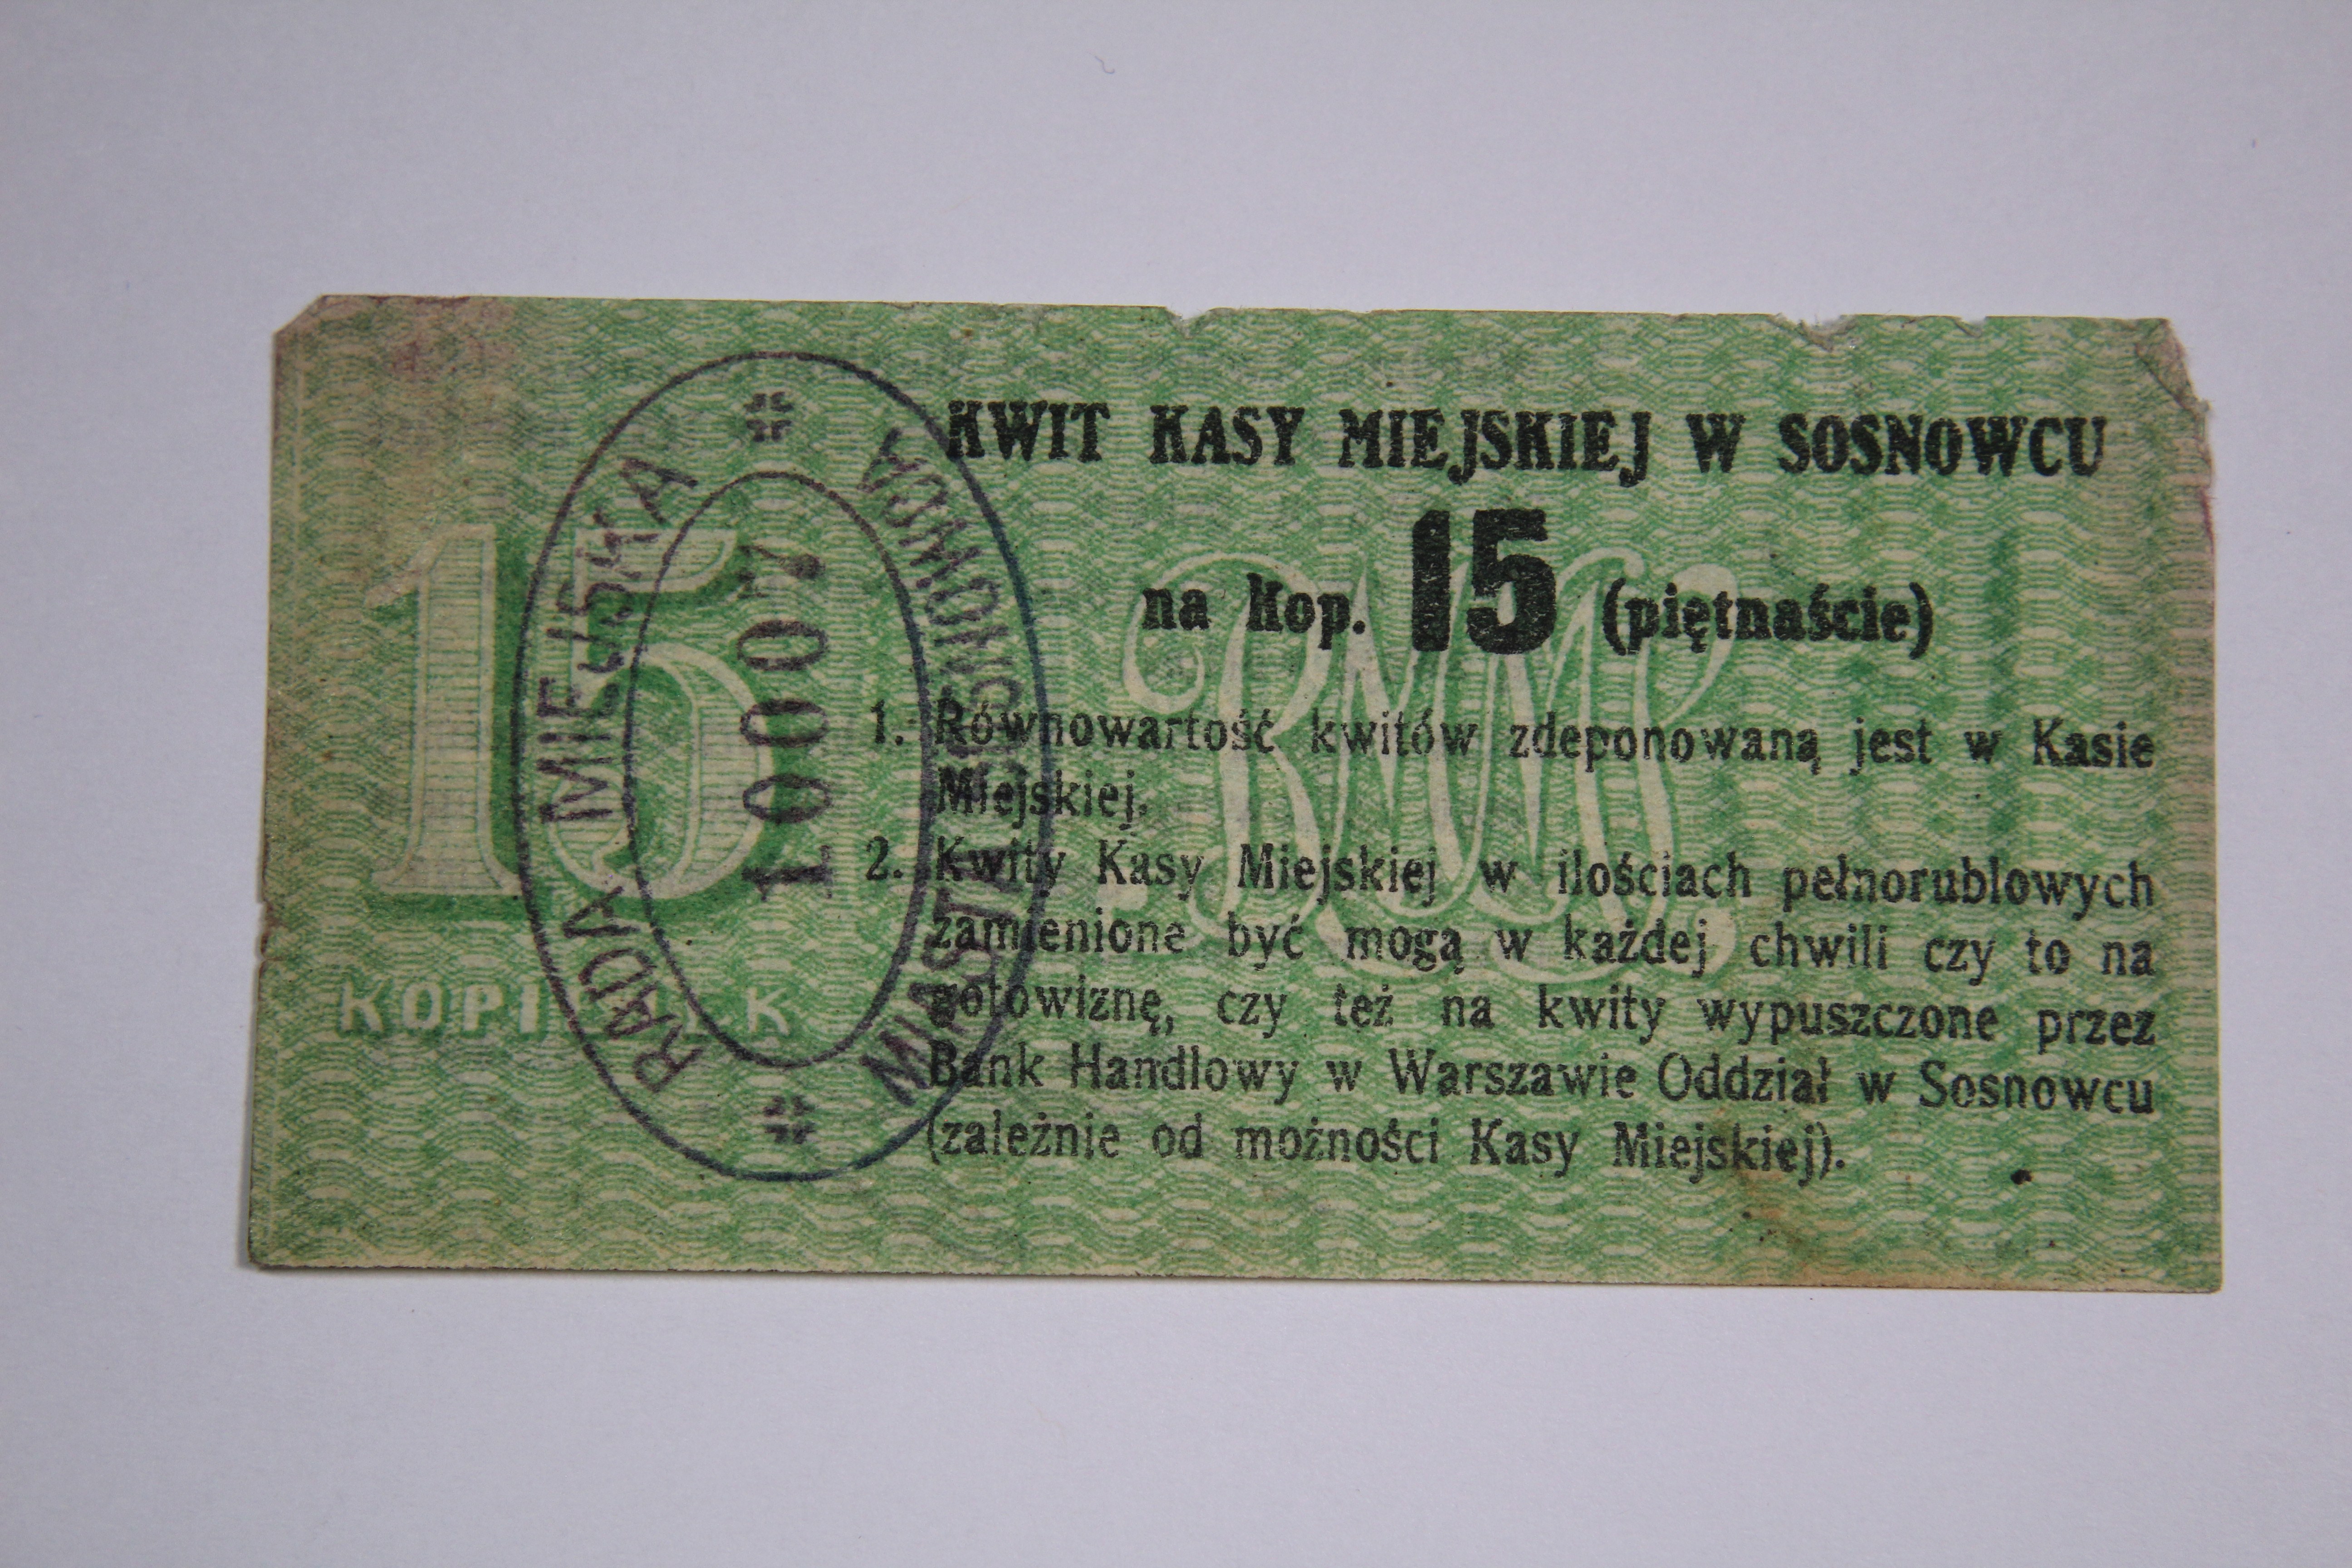 KWIT KASY MIEJSKIEJ W SOSNOWCU
na Kop. 15 (piętnaście)
1. Równowartość kwitów zdeponowaną jest w Kasie
Miejskiej.
2. Kwity Kasy Miejskiej w ilościach pełnorublowych
zamienione być mogą w każdej chwili czy to na
gotowiznę, czy też na kwity wypuszczone przez
Bank Handlowy w Warszawie Oddział w Sosnowcu
(zależnie od możności Kasy Miejskiej).
15
KOPIEJEK
RADA MIEJSKA
MIASTA SOSNOWCA
10007